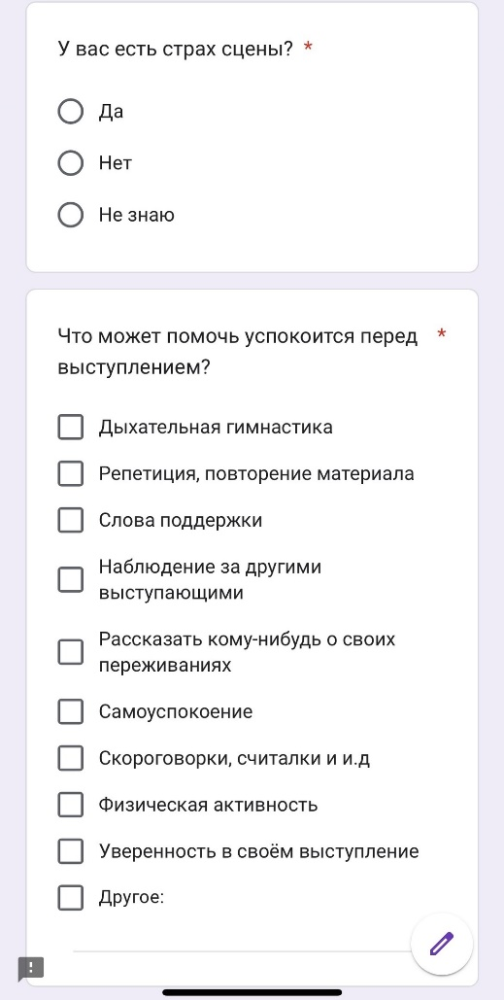 У вас есть страх сцены? *
Да
Нет
Не знаю
Что может помочь успокоится перед *
выступлением?
Дыхательная гимнастика
Репетиция, повторение материала
Слова поддержки
Наблюдение за другими
выступающими
Рассказать кому-нибудь о своих
переживаниях
Самоуспокоение
Скороговорки, считалки и и.д
Физическая активность
Уверенность в своём выступление
Другое: